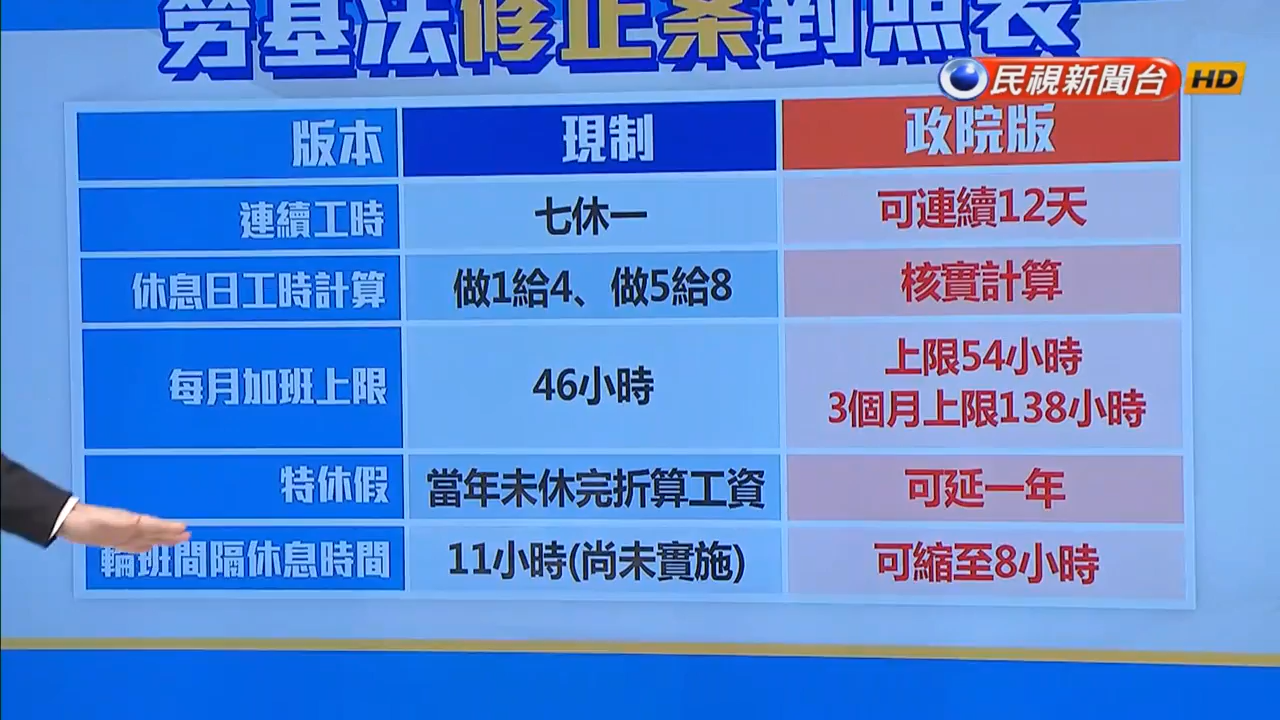 勞基法修正案對照表
民視新聞台 HD
版本 現制 政院版
連續工時 七休一 可連續12天
休息日工時計算 做1給4、做5給8 核實計算
每月加班上限 46小時 上限54小時
3個月上限138小時
特休假 當年未休完折算工資 可延一年
輪班間隔休息時間 11小時(尚未實施) 可縮至8小時